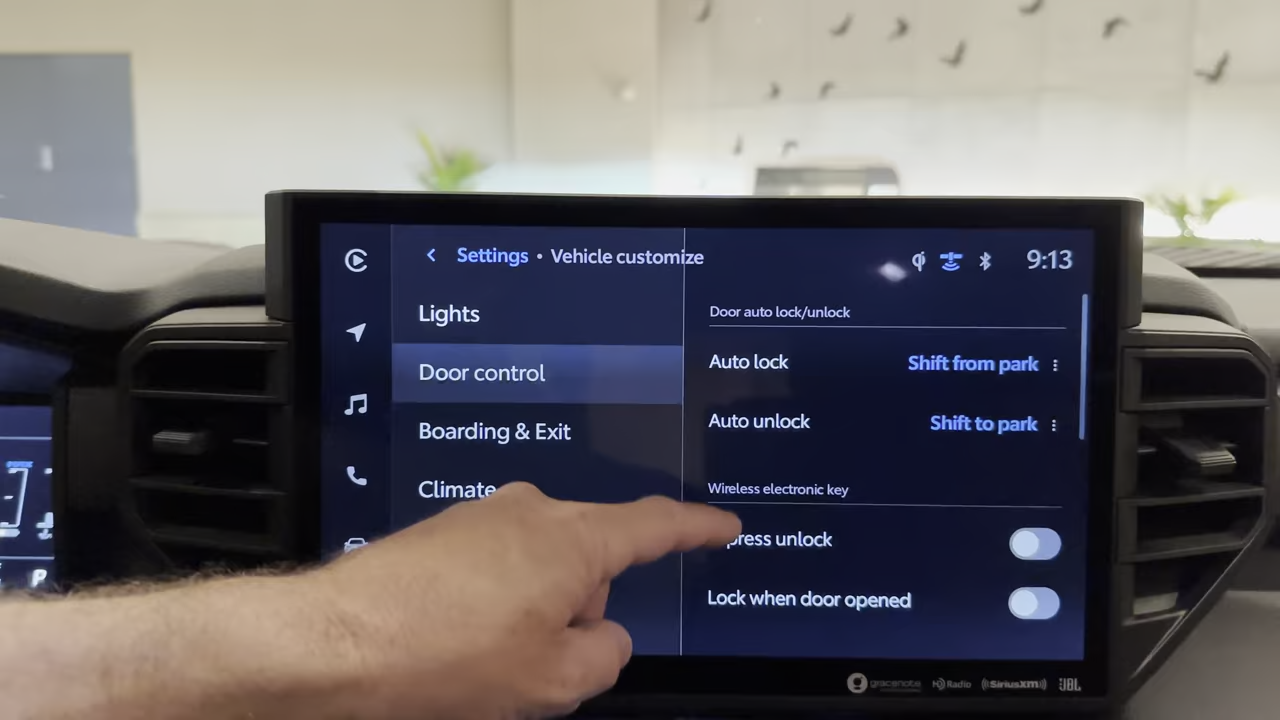 Settings • Vehicle customize
9:13
Lights
Door control
Boarding & Exit
Climate
Door auto lock/unlock
Auto lock Shift from park
Auto unlock Shift to park
Wireless electronic key
press unlock
Lock when door opened
gracenote
HD Radio
SiriusXM
JBL
P